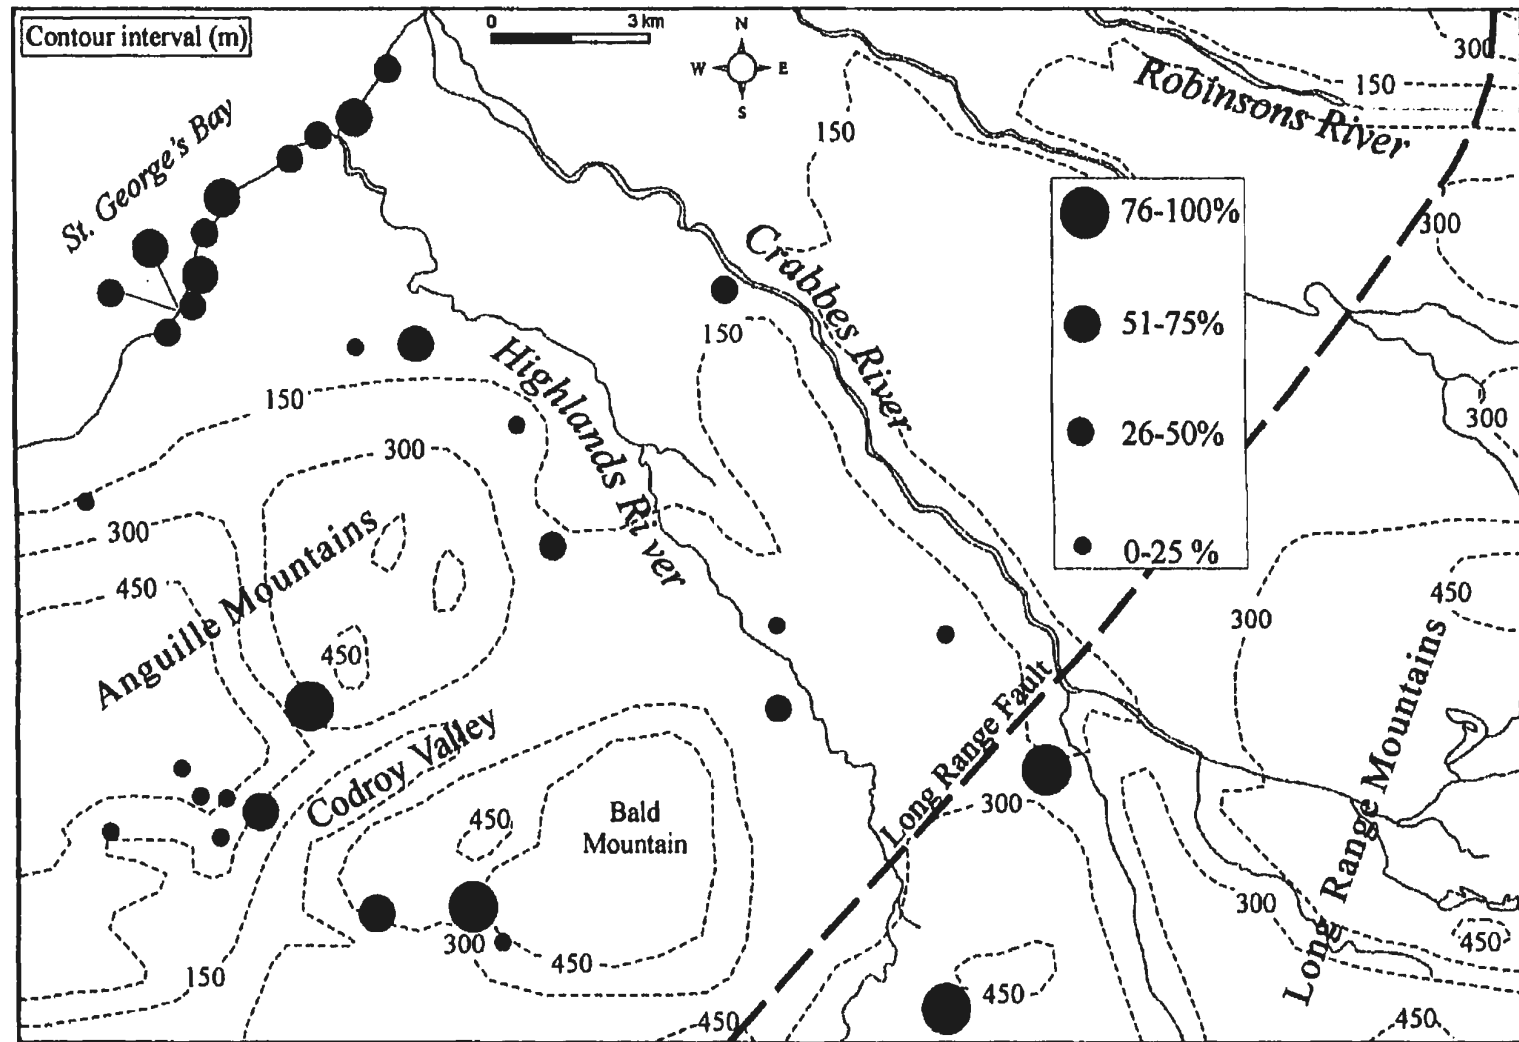 Contour interval (m)
0 3 km
N
W E
S
300
150
Robinsons River
150
St. George's Bay
76-100%
300
Crabbes River
51-75%
150
Highlands Ri ver
150
300
26-50%
300
300
Anguille Mountains
0-25 %
450
450
300
450
Long Range Fault
Long Range Mountains
Codroy Valley
300
450
Bald
Mountain
300
300
450
450
150
450
450
450